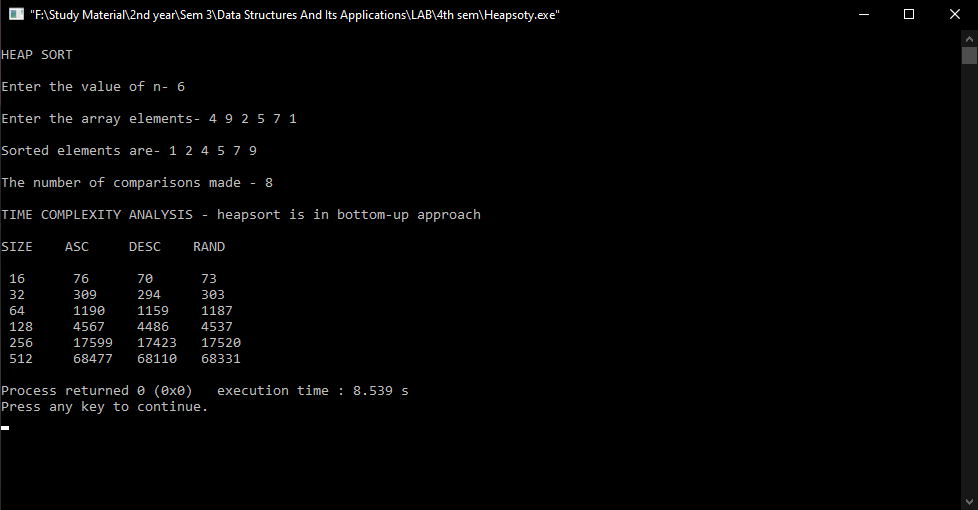 "F:\Study Material\2nd year\Sem 3\Data Structures And Its Applications\LAB\4th sem\Heapsoty.exe"
HEAP SORT
Enter the value of n- 6
Enter the array elements- 4 9 2 5 7 1
Sorted elements are- 1 2 4 5 7 9
The number of comparisons made - 8
TIME COMPLEXITY ANALYSIS - heapsort is in bottom-up approach
SIZE    ASC     DESC    RAND
16      76      70      73
32      309     294     303
64      1190    1159    1187
128     4567    4486    4537
256     17599   17423   17520
512     68477   68110   68331
Process returned 0 (0x0)   execution time : 8.539 s
Press any key to continue.